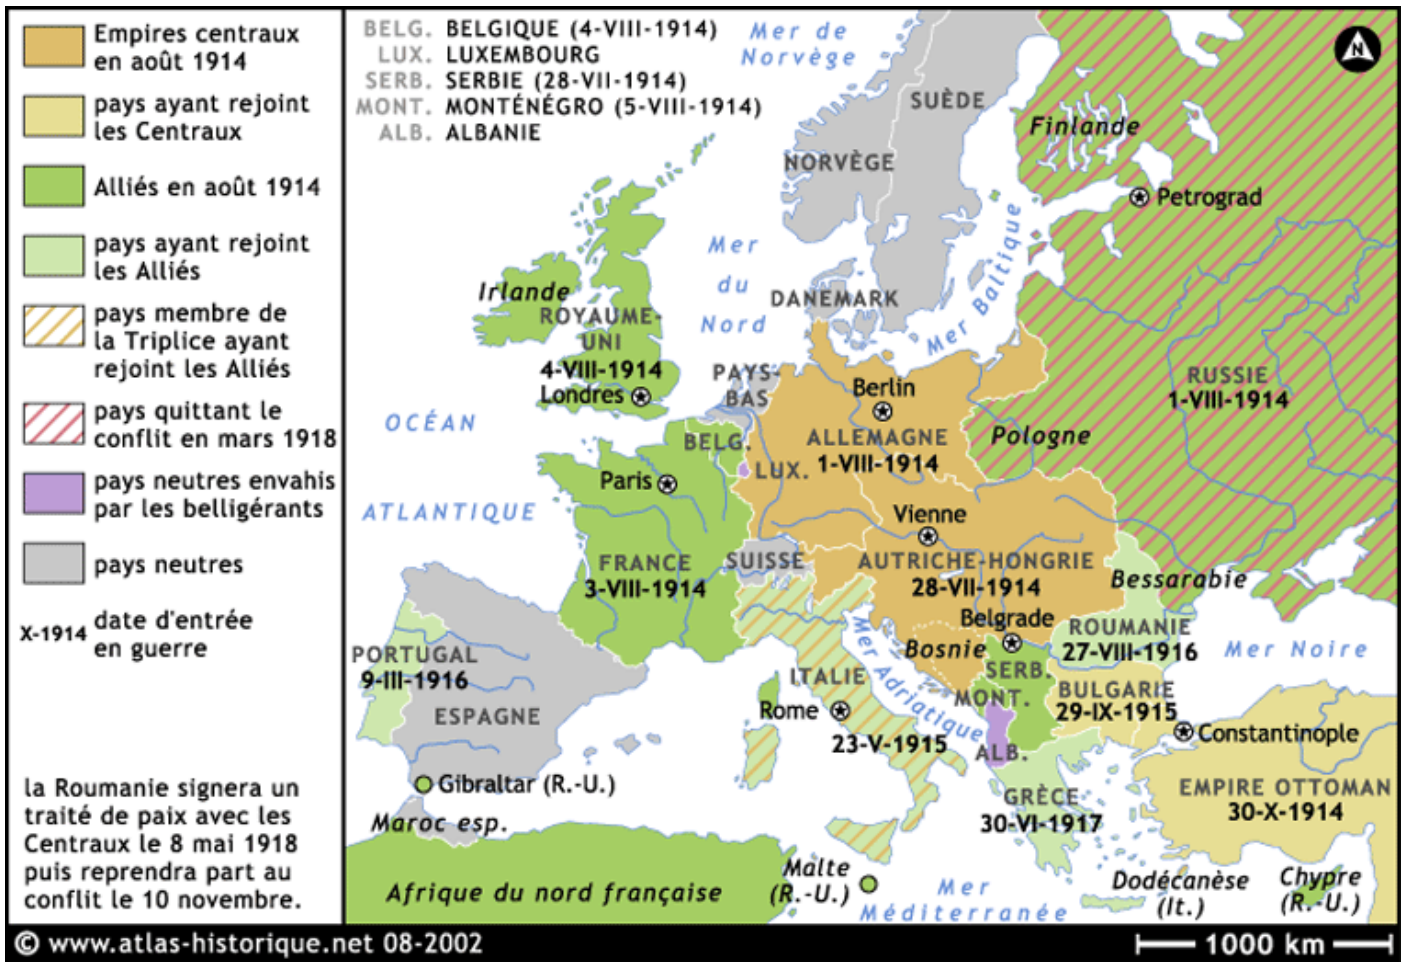 Empires centraux
en août 1914
pays ayant rejoint
les Centraux
Alliés en août 1914
pays ayant rejoint
les Alliés
pays membre de
la Triplice ayant
rejoint les Alliés
pays quittant le
conflit en mars 1918
pays neutres envahis
par les belligérants
pays neutres
X-1914 date d'entrée
en guerre
la Roumanie signera un
traité de paix avec les
Centraux le 8 mai 1918
puis reprendra part au
conflit le 10 novembre.
BELG. BELGIQUE (4-VIII-1914)
LUX. LUXEMBOURG
SERB. SERBIE (28-VII-1914)
MONT. MONTÉNÉGRO (5-VIII-1914)
ALB. ALBANIE
Mer de
Norvège
N
SUÈDE
Finlande
NORVÈGE
Petrograd
Mer
du
Nord
Mer Baltique
DANEMARK
Irlande
ROYAUME-
UNI
4-VIII-1914
Londres
PAYS-
BAS
Berlin
RUSSIE
1-VIII-1914
OCÉAN
ATLANTIQUE
BELG.
ALLEMAGNE
1-VIII-1914
Pologne
LUX.
Paris
Vienne
FRANCE
3-VIII-1914
SUISSE
AUTRICHE-HONGRIE
28-VII-1914
Bessarabie
Belgrade
ROUMANIE
27-VIII-1916
Mer Noire
Bosnie
Mer Adriatique
SERB.
PORTUGAL
9-III-1916
ITALIE
MONT.
BULGARIE
29-IX-1915
ESPAGNE
Rome
23-V-1915
Constantinople
ALB.
Gibraltar (R.-U.)
GRÈCE
30-VI-1917
EMPIRE OTTOMAN
30-X-1914
Maroc esp.
Malte
(R.-U.)
Afrique du nord française
Mer
Méditerranée
Dodécanèse
(It.)
Chypre
(R.-U.)
© www.atlas-historique.net 08-2002
1000 km